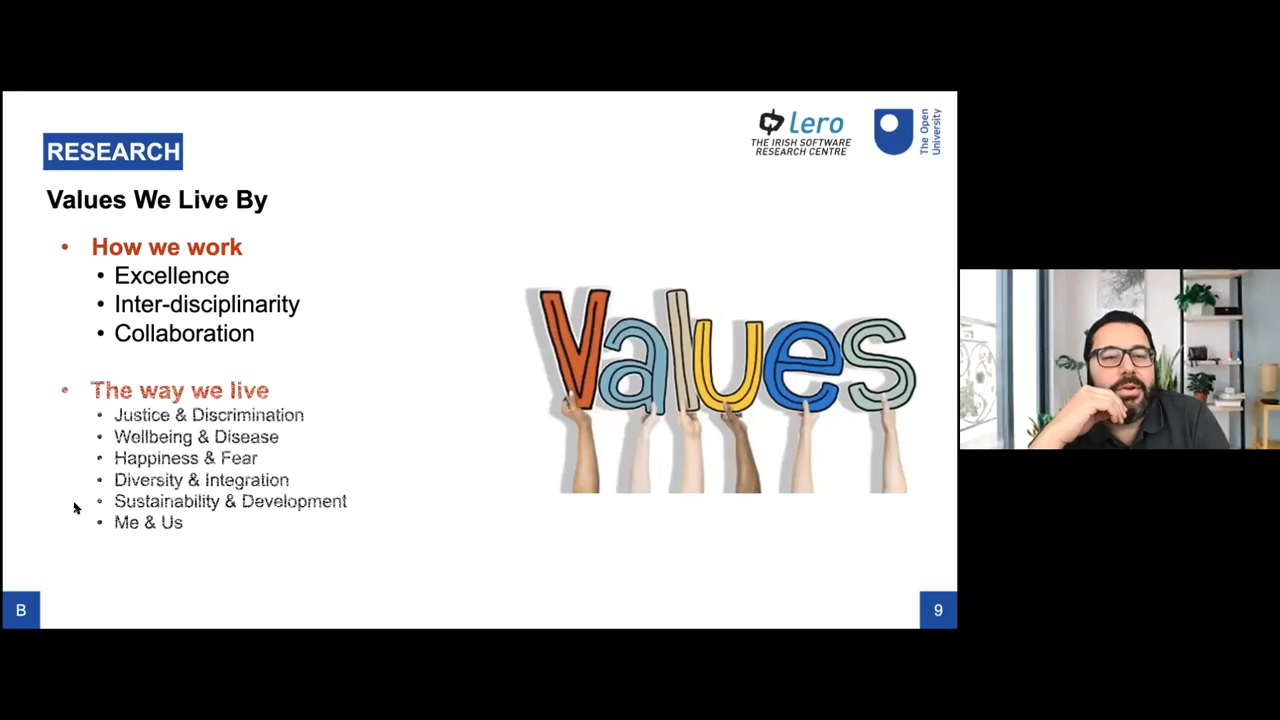 RESEARCH
lero
THE IRISH SOFTWARE
RESEARCH CENTRE
The Open
University
Values We Live By
• How we work
• Excellence
• Inter-disciplinarity
• Collaboration
• The way we live
• Justice & Discrimination
• Wellbeing & Disease
• Happiness & Fear
• Diversity & Integration
• Sustainability & Development
• Me & Us
Values
B
9